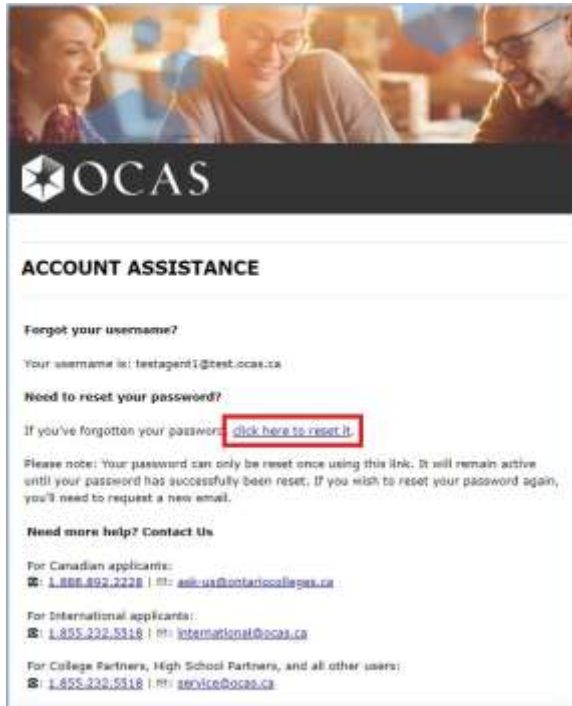 OCAS
ACCOUNT ASSISTANCE
Forgot your username?
Your username is: testagent1@test.ocas.ca
Need to reset your password?
If you've forgotten your password, click here to reset it.
Please note: Your password can only be reset once using this link. It will remain active
until your password has successfully been reset. If you wish to reset your password again,
you'll need to request a new email.
Need more help? Contact Us
For Canadian applicants:
☎: 1.888.892.2228 | ✉: ask-us@ontariocolleges.ca
For International applicants:
☎: 1.855.232.5518 | ✉: international@ocas.ca
For College Partners, High School Partners, and all other users:
☎: 1.855.232.5518 | ✉: service@ocas.ca